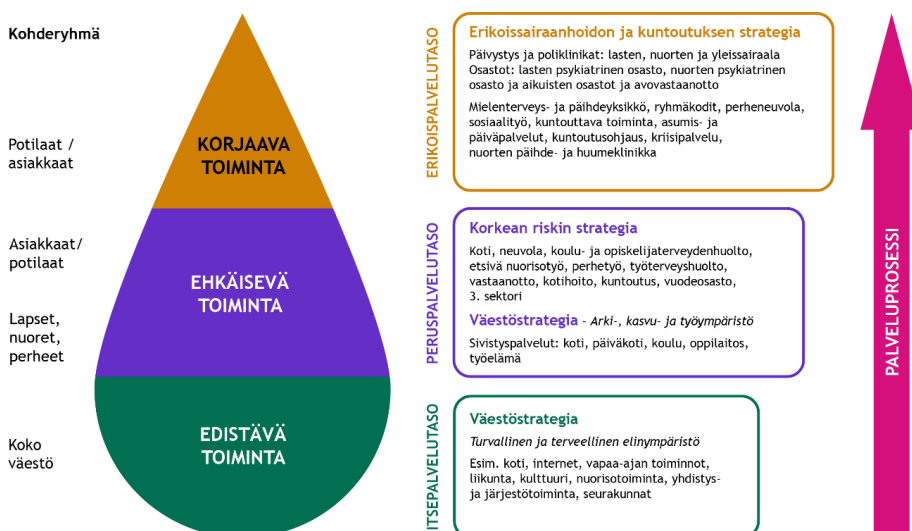 Kohderyhmä
Potilaat /
asiakkaat
Asiakkaat/
potilaat
Lapset,
nuoret,
perheet
Koko
väestö
KORJAAVA
TOIMINTA
EHKÄISEVÄ
TOIMINTA
EDISTÄVÄ
TOIMINTA
ERIKOISPALVELUTASO
Erikoissairaanhoidon ja kuntoutuksen strategia
Päivystys ja poliklinikat: lasten, nuorten ja yleissairaala
Osastot: lasten psykiatrinen osasto, nuorten psykiatrinen
osasto ja aikuisten osastot ja avovastaanotto
Mielenterveys- ja päihdeyksikkö, ryhmäkodit, perheneuvola,
sosiaalityö, kuntouttava toiminta, asumis- ja
päiväpalvelut, kuntoutusohjaus, kriisipalvelu,
nuorten päihde- ja huumeklinikka
PERUSPALVELUTASO
Korkean riskin strategia
Koti, neuvola, koulu- ja opiskelijaterveydenhuolto,
etsivä nuorisotyö, perhetyö, työterveyshuolto,
vastaanotto, kotihoito, kuntoutus, vuodeosasto,
3. sektori
Väestöstrategia - Arki-, kasvu- ja työympäristö
Sivistyspalvelut: koti, päiväkoti, koulu, oppilaitos,
työelämä
ITSEPALVELUTASO
Väestöstrategia
Turvallinen ja terveellinen elinympäristö
Esim. koti, internet, vapaa-ajan toiminnot,
liikunta, kulttuuri, nuorisotoiminta, yhdistys-
ja järjestötoiminta, seurakunnat
PALVELUPROSESSI